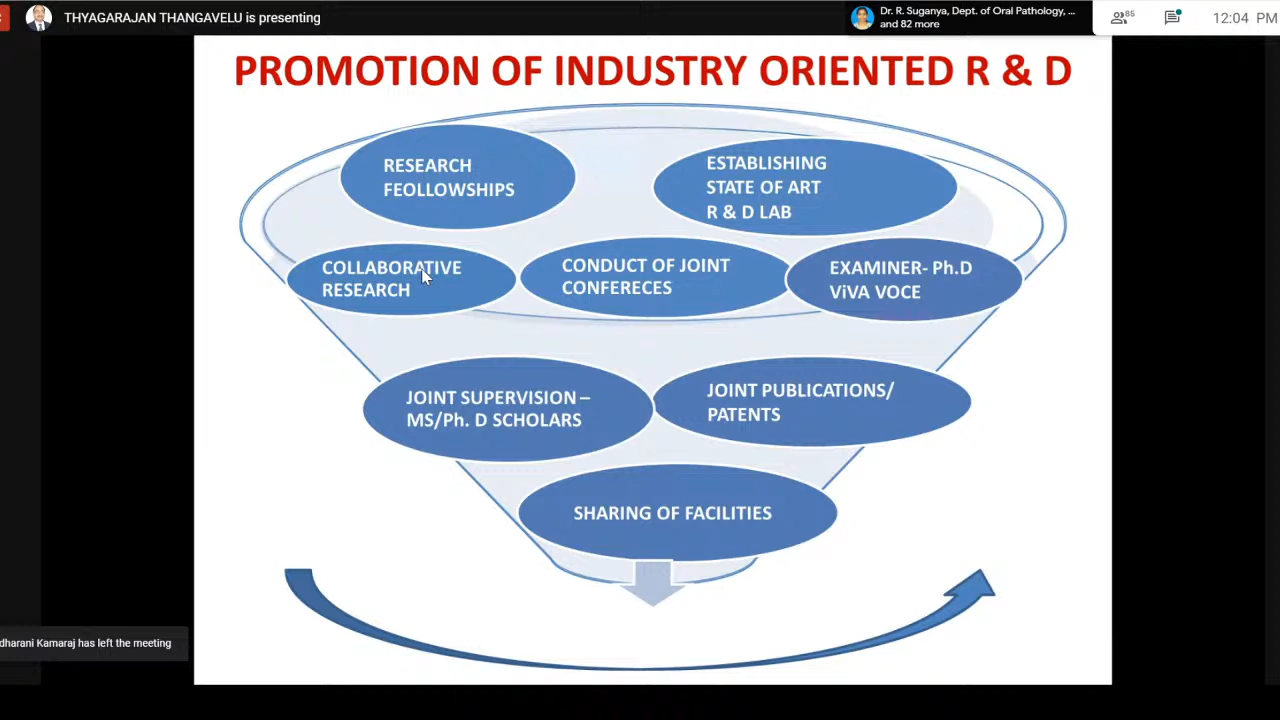 THYAGARAJAN THANGAVELU is presenting
Dr. R. Suganya, Dept. of Oral Pathology, ...
and 82 more
85
12:04 PM
PROMOTION OF INDUSTRY ORIENTED R & D
RESEARCH
FEOLLOWSHIPS
ESTABLISHING
STATE OF ART
R & D LAB
COLLABORATIVE
RESEARCH
CONDUCT OF JOINT
CONFERECES
EXAMINER- Ph.D
ViVA VOCE
JOINT SUPERVISION –
MS/Ph. D SCHOLARS
JOINT PUBLICATIONS/
PATENTS
SHARING OF FACILITIES
dharani Kamaraj has left the meeting